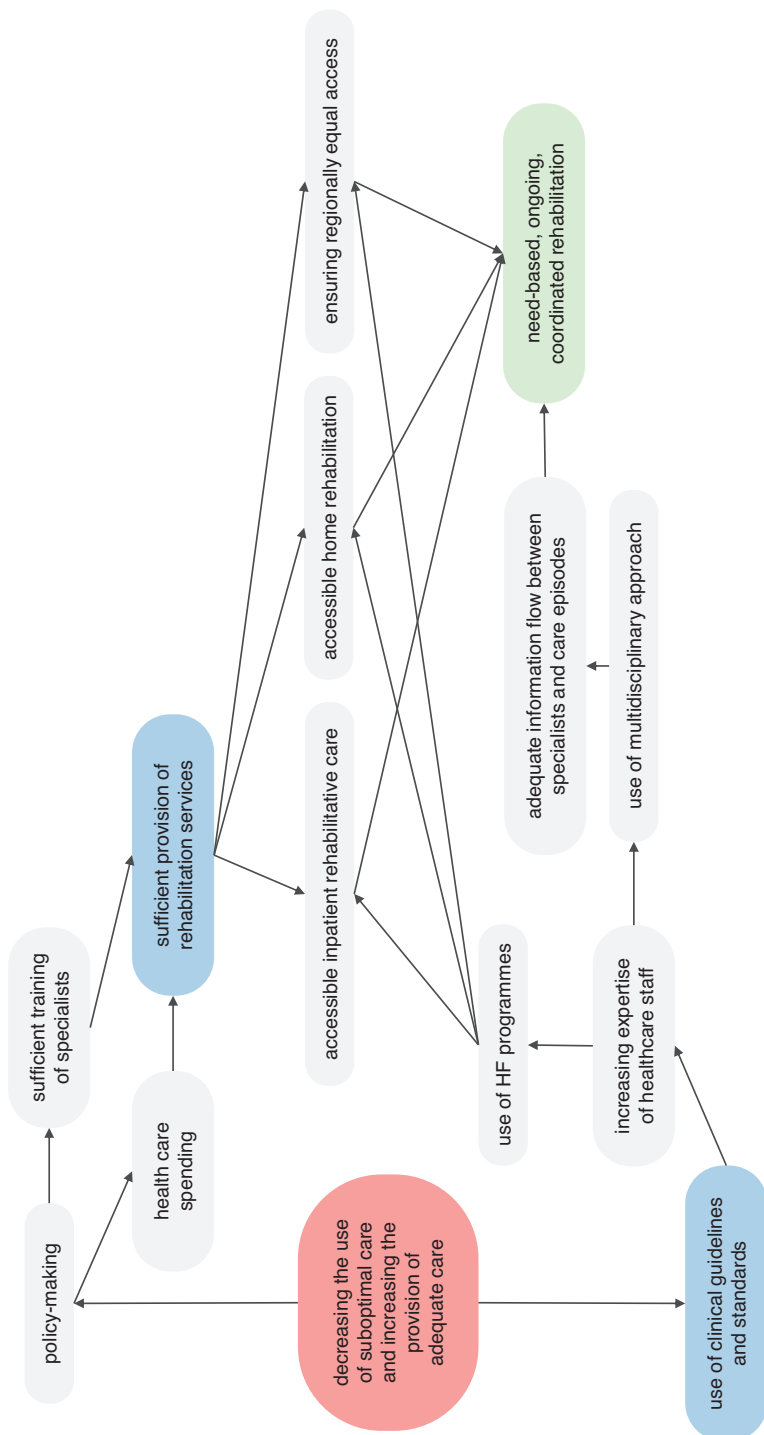 policy-making
sufficient training
of specialists
health care
spending
sufficient provision of
rehabilitation services
decreasing the use
of suboptimal care
and increasing the
provision of
adequate care
accessible inpatient rehabilitative care
accessible home rehabilitation
ensuring regionally equal access
use of HF programmes
need-based, ongoing,
coordinated rehabilitation
adequate information flow between
specialists and care episodes
increasing expertise
of healthcare staff
use of multidisciplinary approach
use of clinical guidelines
and standards